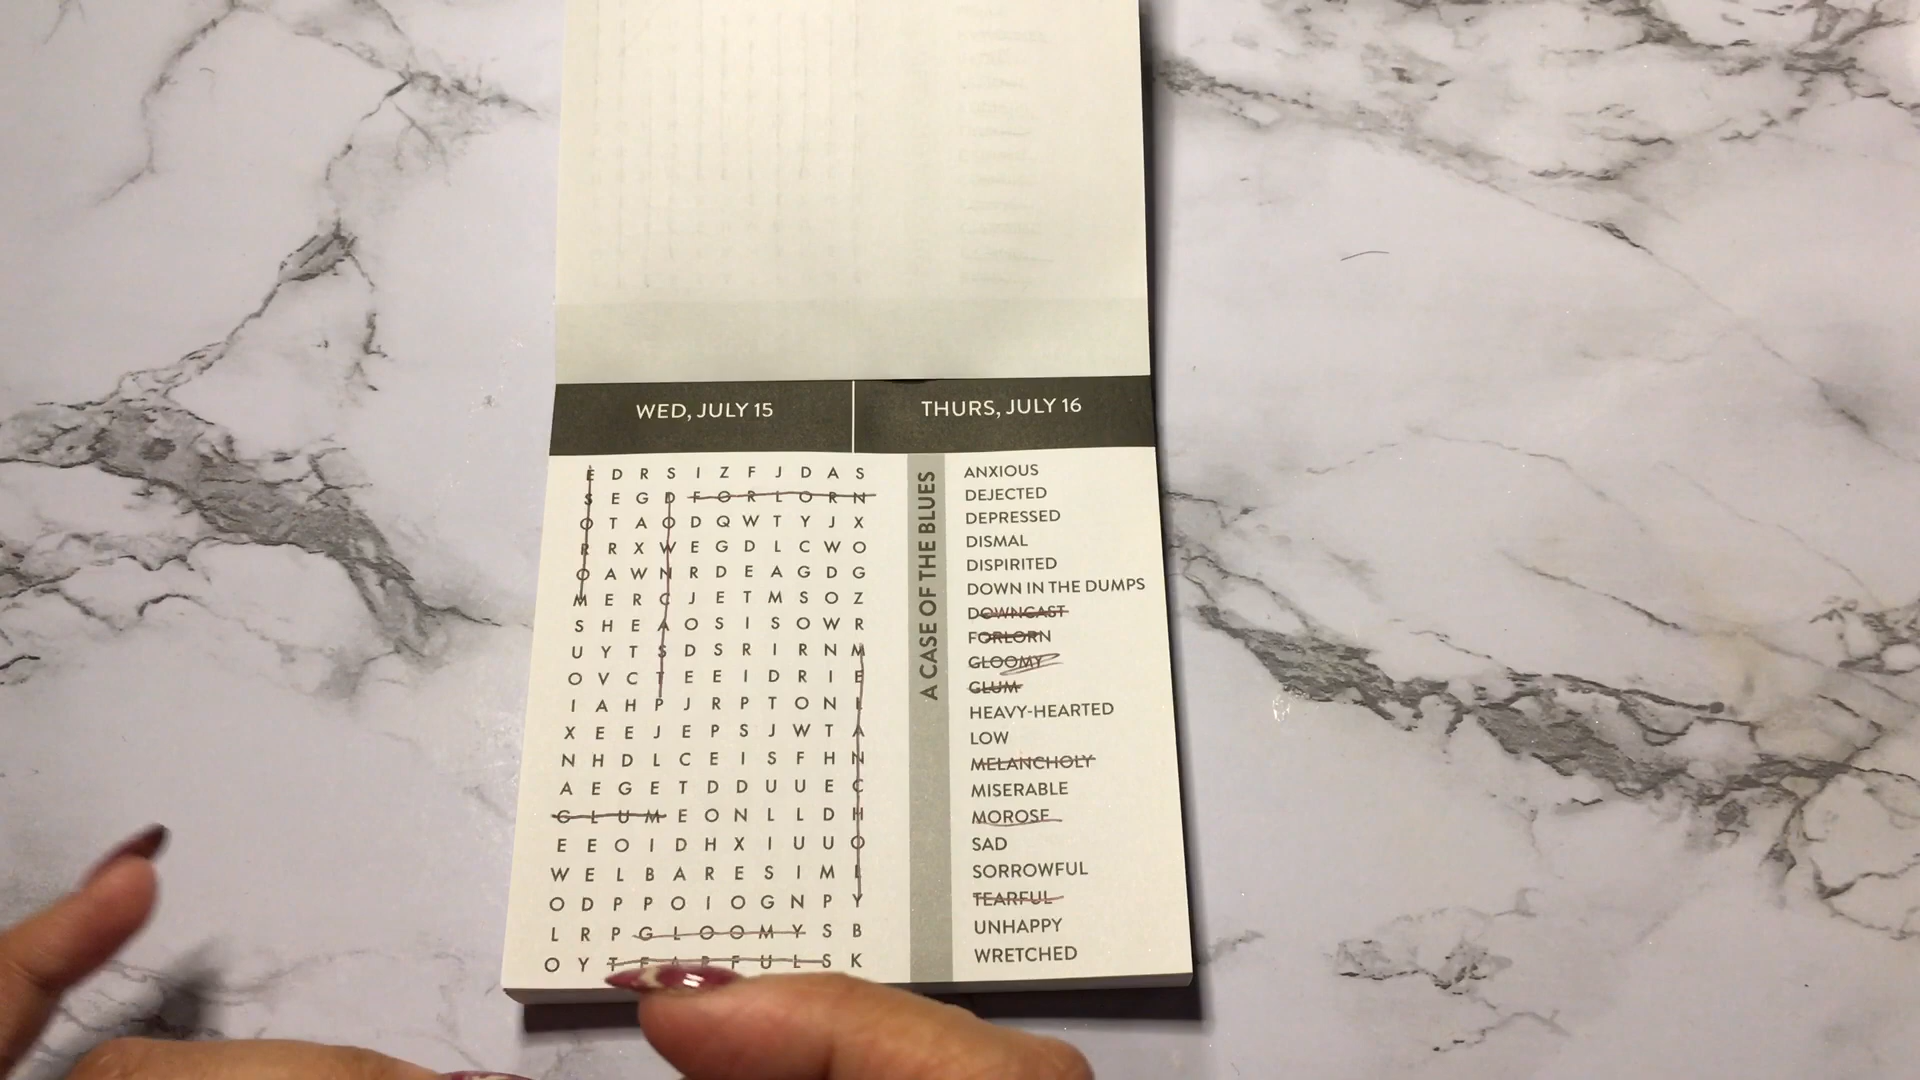 WED, JULY 15
THURS, JULY 16
E D R S I Z F J D A S
S E G D F O R L O R N
O T A O D Q W T Y J X
R R X W E G D L C W O
O A W N R D E A G D G
M E R C J E T M S O Z
S H E A O S I S O W R
U Y T S D S R I R N M
O V C T E E I D R I E
I A H P J R P T O N L
X E E J E P S J W T A
N H D L C E I S F H N
A E G E T D D U U E C
G L U M E O N L L D H
E E O I D H X I U U O
W E L B A R E S I M L
O D P P O I O G N P Y
L R P G L O O M Y S B
O Y T E A R F U L S K
A CASE OF THE BLUES
ANXIOUS
DEJECTED
DEPRESSED
DISMAL
DISPIRITED
DOWN IN THE DUMPS
DOWNCAST
FORLORN
GLOOMY
GLUM
HEAVY-HEARTED
LOW
MELANCHOLY
MISERABLE
MOROSE
SAD
SORROWFUL
TEARFUL
UNHAPPY
WRETCHED